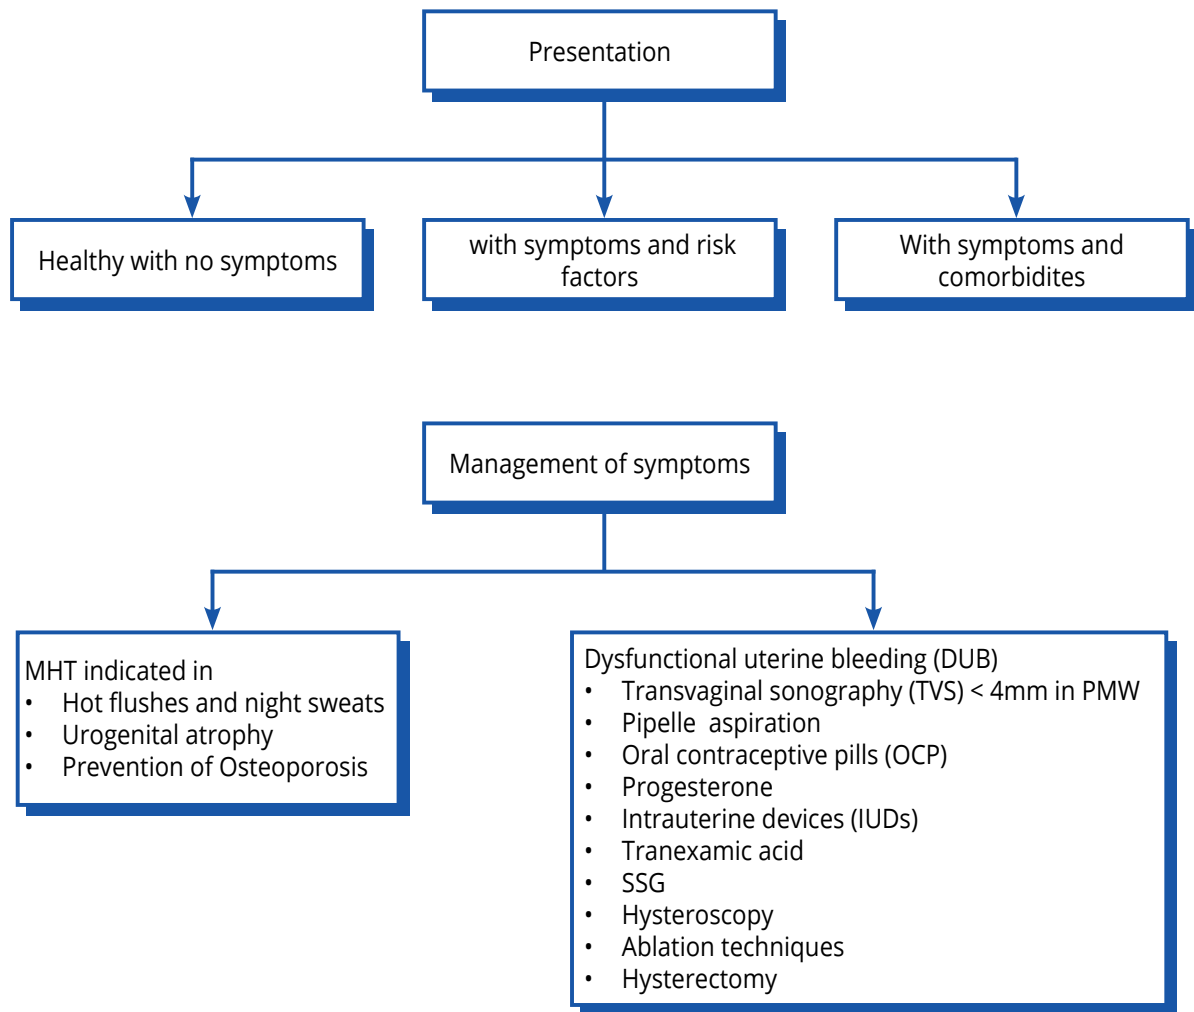 Presentation
Healthy with no symptoms
with symptoms and risk
factors
With symptoms and
comorbidites
Management of symptoms
MHT indicated in
• Hot flushes and night sweats
• Urogenital atrophy
• Prevention of Osteoporosis
Dysfunctional uterine bleeding (DUB)
• Transvaginal sonography (TVS) < 4mm in PMW
• Pipelle aspiration
• Oral contraceptive pills (OCP)
• Progesterone
• Intrauterine devices (IUDs)
• Tranexamic acid
• SSG
• Hysteroscopy
• Ablation techniques
• Hysterectomy